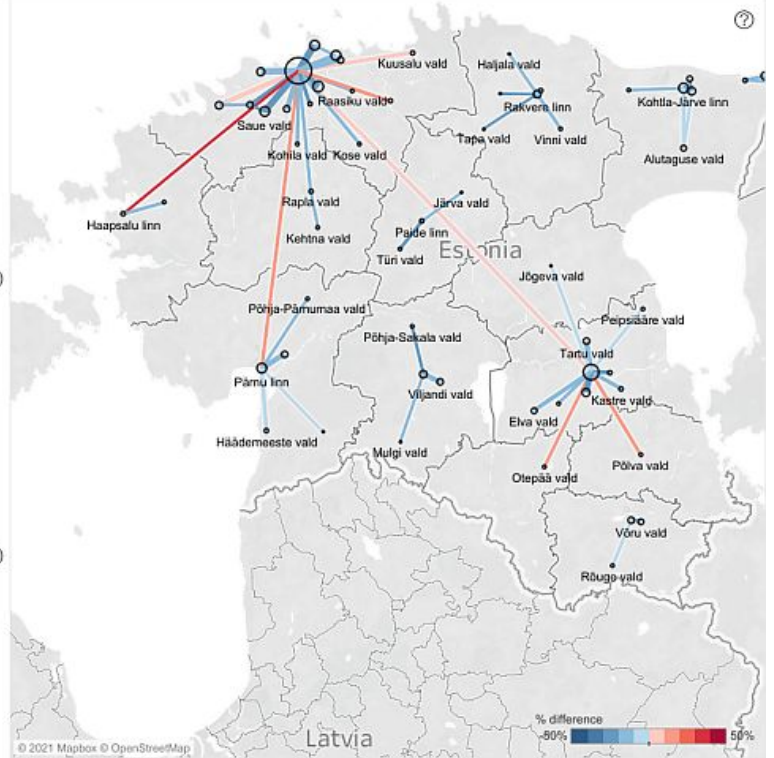 ?
Kuusalu vald
Haljala vald
Raasiku vald
Rakvere linn
Kohtla-Järve linn
Saue vald
Tapa vald
Vinni vald
Kohila vald
Kose vald
Alutaguse vald
Rapla vald
Järva vald
Haapsalu linn
Paide linn
Kehtna vald
Estonia
Türi vald
Jõgeva vald
Põhja-Pärnumaa vald
Peipsiääre vald
Põhja-Sakala vald
Tartu vald
Pärnu linn
Viljandi vald
Kastre vald
Elva vald
Häädemeeste vald
Mulgi vald
Põlva vald
Otepää vald
Võru vald
Rõuge vald
% difference
-50%
50%
Latvia
© 2021 Mapbox © OpenStreetMap